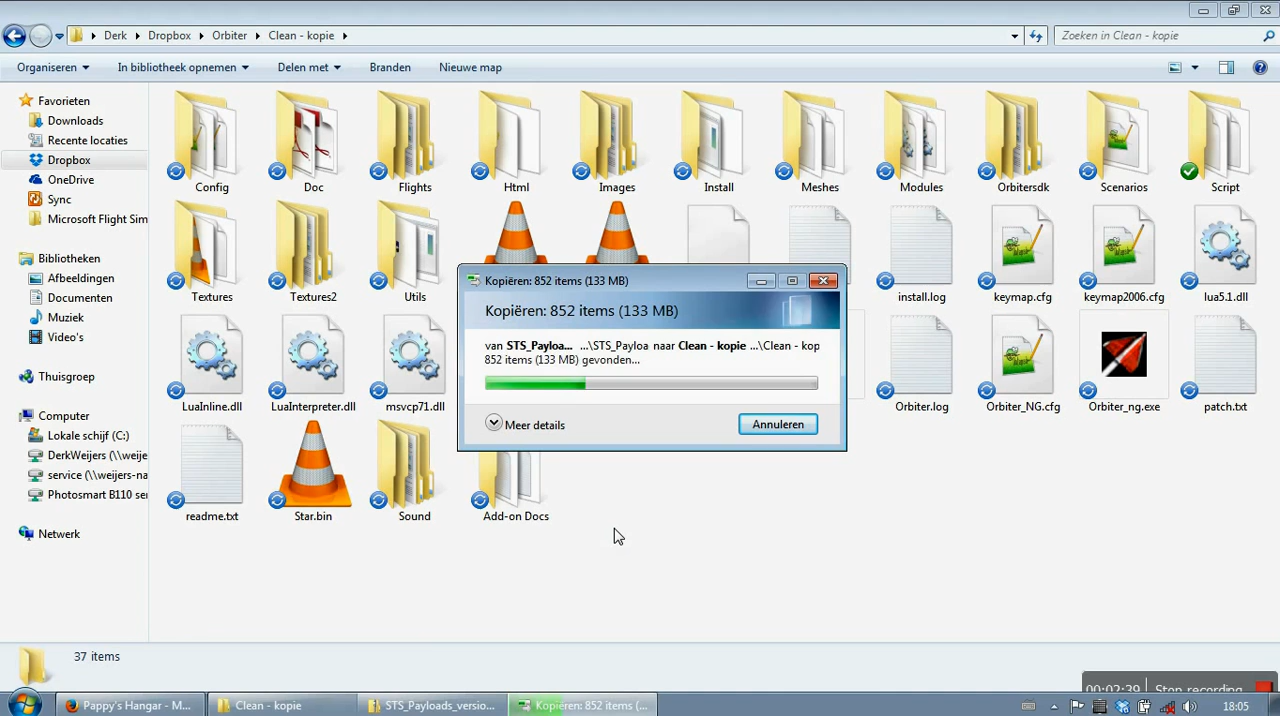 Derk ▸ Dropbox ▸ Orbiter ▸ Clean - kopie ▸
Zoeken in Clean - kopie
Organiseren
In bibliotheek opnemen
Delen met
Branden
Nieuwe map
Favorieten
Downloads
Recente locaties
Dropbox
OneDrive
Sync
Microsoft Flight Sim
Bibliotheken
Afbeeldingen
Documenten
Muziek
Video's
Thuisgroep
Computer
Lokale schijf (C:)
DerkWeijers (\\weije
service (\\weijers-na
Photosmart B110 ser
Netwerk
Config
Doc
Flights
Html
Images
Install
Meshes
Modules
Orbitersdk
Scenarios
Script
Textures
Textures2
Utils
install.log
keymap.cfg
keymap2006.cfg
lua5.1.dll
LuaInline.dll
LuaInterpreter.dll
msvcp71.dll
Orbiter.log
Orbiter_NG.cfg
Orbiter_ng.exe
patch.txt
readme.txt
Star.bin
Sound
Add-on Docs
Kopiëren: 852 items (133 MB)
Kopiëren: 852 items (133 MB)
van STS_Payloa... ...\STS_Payloa naar Clean - kopie ...\Clean - kop
852 items (133 MB) gevonden...
Meer details
Annuleren
37 items
00:02:39 Stop recording
Pappy's Hangar - M...
Clean - kopie
STS_Payloads_versio...
Kopiëren: 852 items (...
18:05